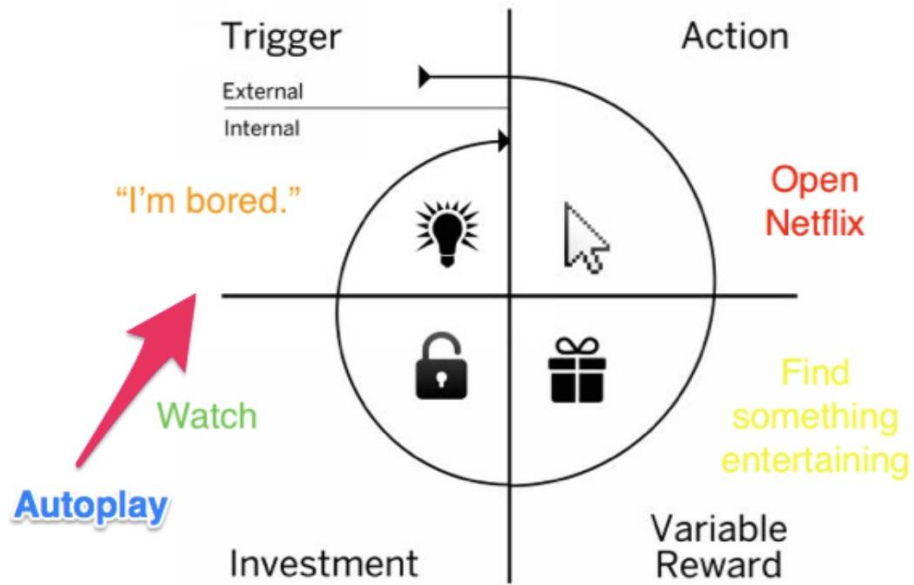 Trigger
Action
External
Internal
“I'm bored.”
Open
Netflix
Watch
Find
something
entertaining
Autoplay
Investment
Variable
Reward